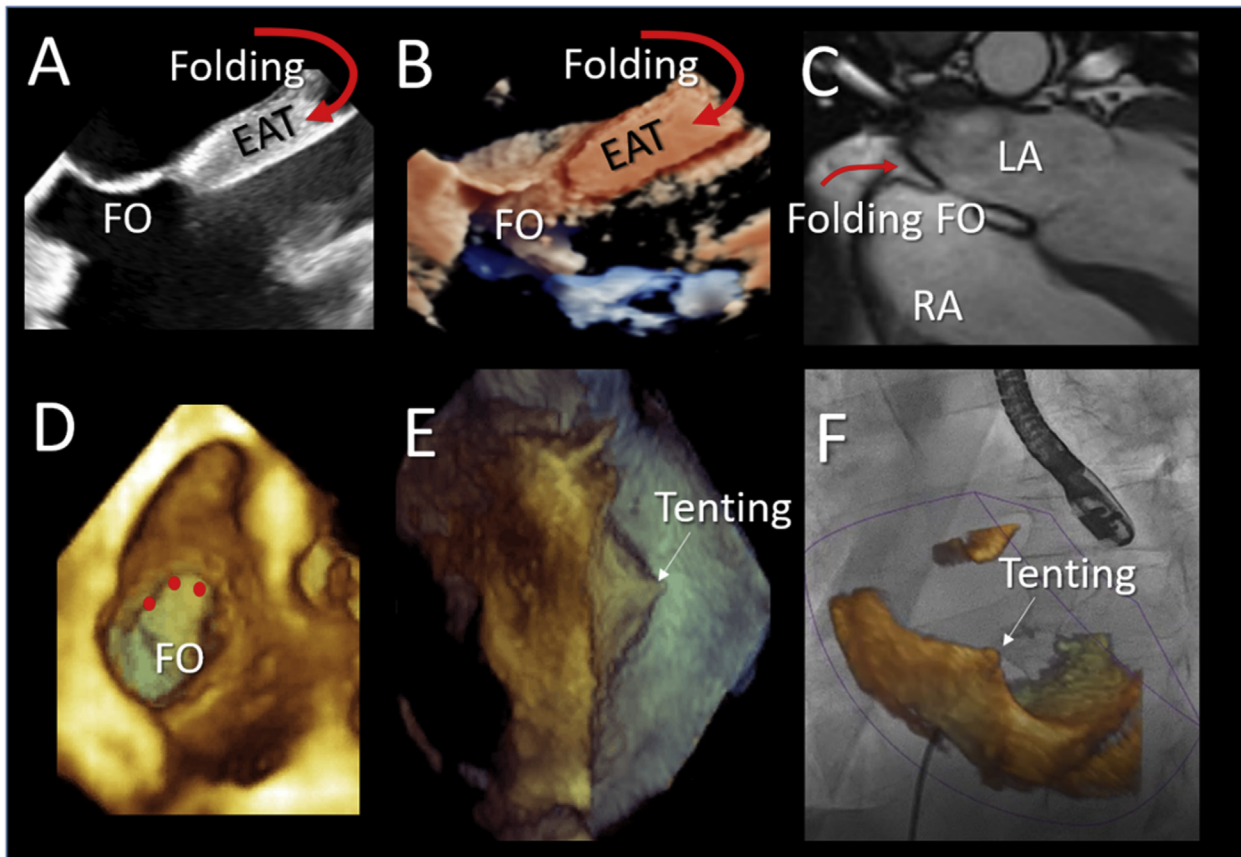 A
Folding
EAT
FO
B
Folding
EAT
FO
C
LA
Folding FO
RA
D
FO
E
Tenting
F
Tenting